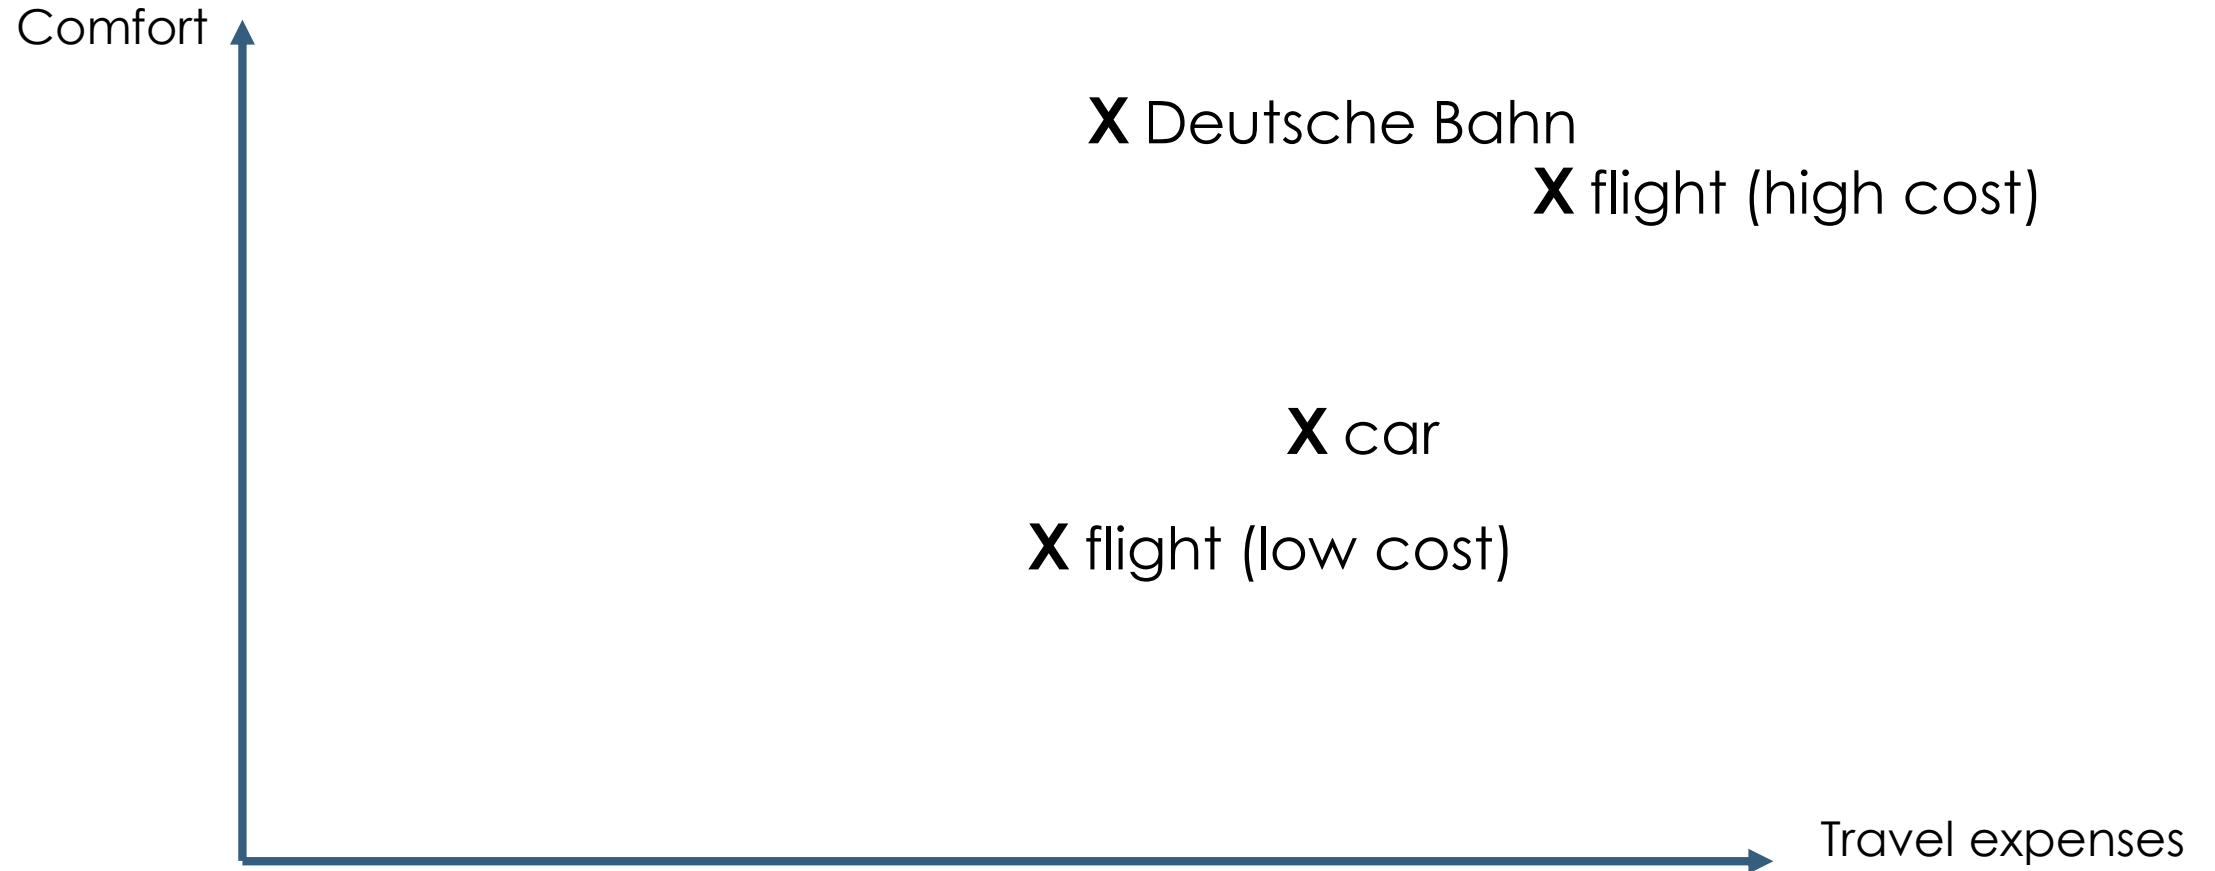 Comfort
X Deutsche Bahn
X flight (high cost)
X car
X flight (low cost)
Travel expenses